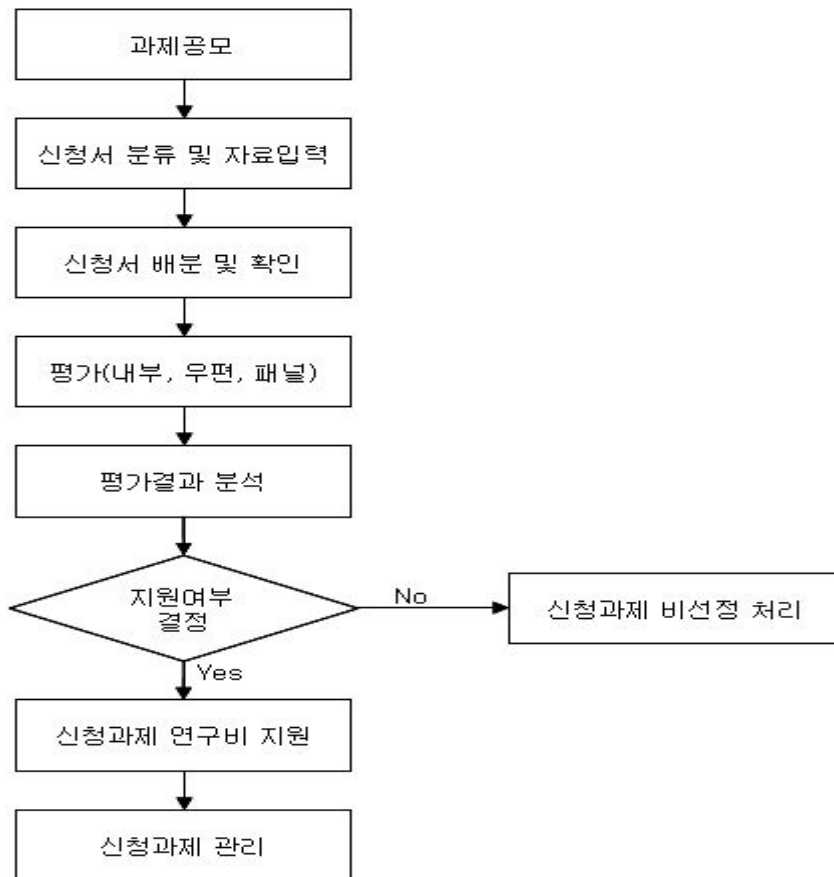 과제공모
신청서 분류 및 자료입력
신청서 배분 및 확인
평가(내부, 우편, 패널)
평가결과 분석
지원여부
결정
No
신청과제 비선정 처리
Yes
신청과제 연구비 지원
신청과제 관리